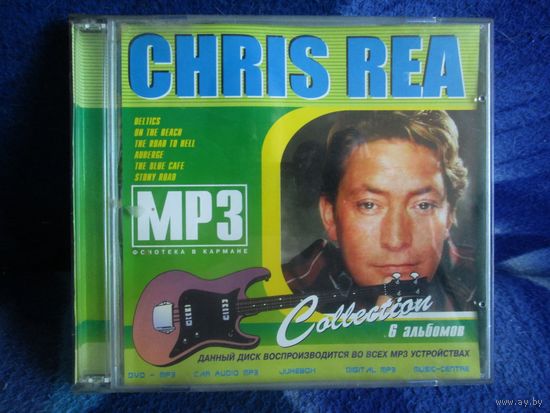 CHRIS REA
DELTICS
ON THE BEACH
THE ROAD TO HELL
AUBERGE
THE BLUE CAFE
STONY ROAD
MP3
ФОНОТЕКА В КАРМАНЕ
Collection
6 альбомов
ДАННЫЙ ДИСК ВОСПРОИЗВОДИТСЯ ВО ВСЕХ MP3 УСТРОЙСТВАХ
DVD - MP3 CAR AUDIO MP3 JUKEBOX DIGITAL MP3 MUSIC-CENTRE
www.ay.by